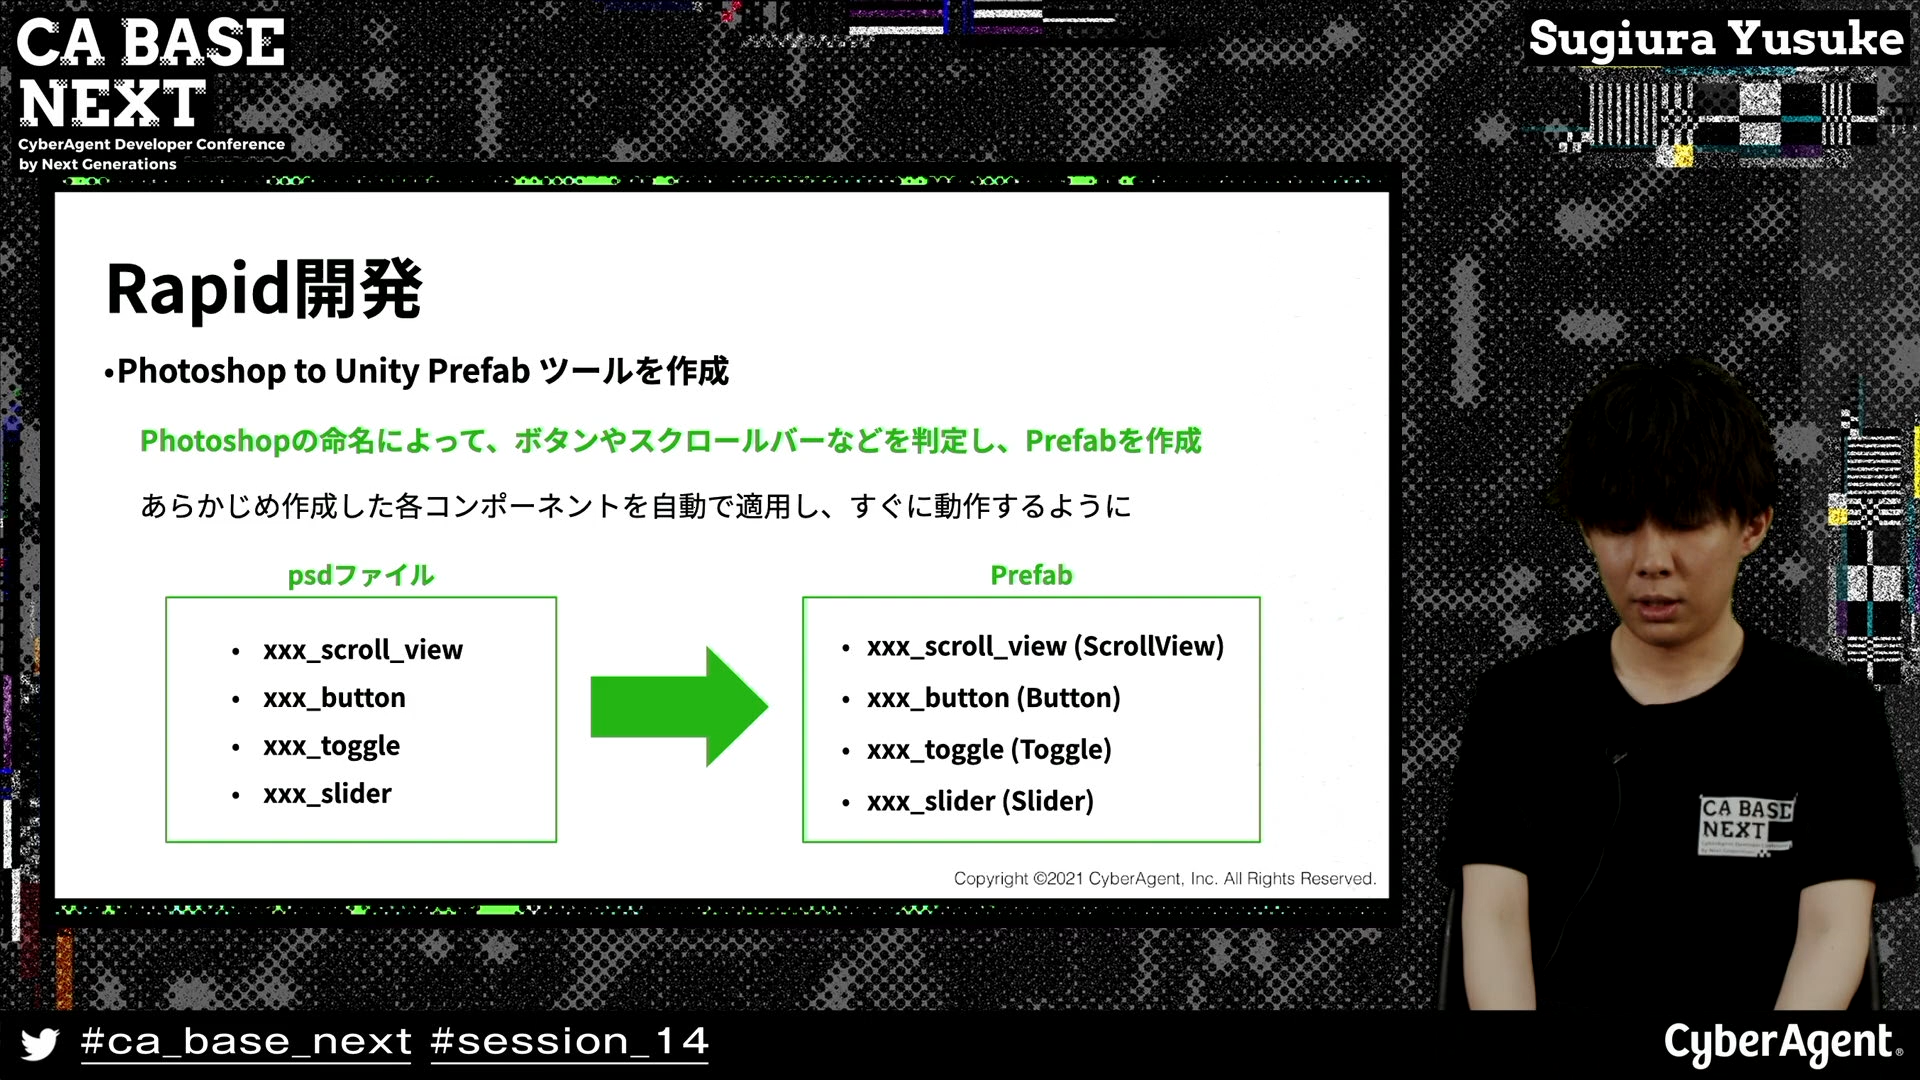 CA BASE
NEXT
CyberAgent Developer Conference
by Next Generations
Sugiura Yusuke
Rapid開発
•Photoshop to Unity Prefab ツールを作成
Photoshopの命名によって、ボタンやスクロールバーなどを判定し、Prefabを作成
あらかじめ作成した各コンポーネントを自動で適用し、すぐに動作するように
psdファイル
• xxx_scroll_view
• xxx_button
• xxx_toggle
• xxx_slider
Prefab
• xxx_scroll_view (ScrollView)
• xxx_button (Button)
• xxx_toggle (Toggle)
• xxx_slider (Slider)
Copyright ©2021 CyberAgent, Inc. All Rights Reserved.
CA BASE
NEXT
#ca_base_next #session_14
CyberAgent®